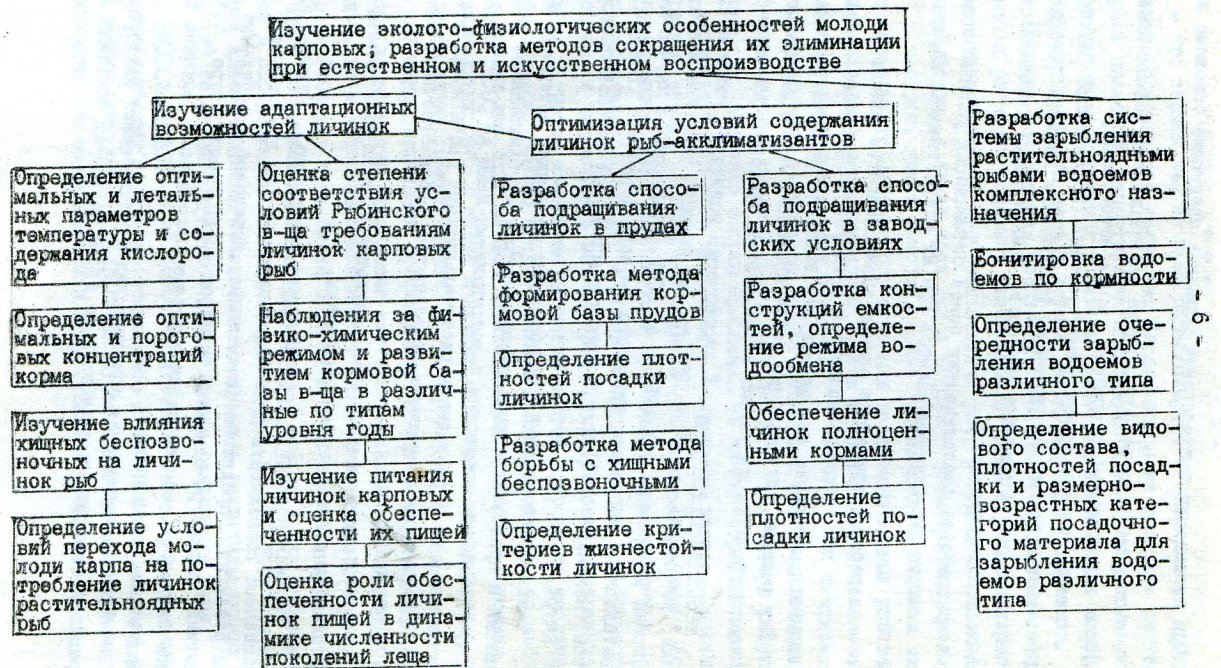 Изучение эколого-физиологических особенностей молоди
карповых; разработка методов сокращения их элиминации
при естественном и искусственном воспроизводстве
Изучение адаптационных
возможностей личинок
Оптимизация условий содержания
личинок рыб-акклиматизантов
Разработка сис-
темы зарыбления
растительноядными
рыбами водоемов
комплексного наз-
начения
Определение опти-
мальных и леталь-
ных параметров
температуры и со-
держания кислоро-
да
Определение опти-
мальных и порого-
вых концентраций
корма
Изучение влияния
хищных беспозво-
ночных на личи-
нок рыб
Определение усло-
вий перехода мо-
лоди карпа на по-
требление личинок
растительноядных
рыб
Оценка степени
соответствия ус-
ловий Рыбинского
в-ща требованиям
личинок карповых
рыб
Наблюдения за фи-
зико-химическим
режимом и разви-
тием кормовой ба-
зы в-ща в различ-
ные по типам
уровня годы
Изучение питания
личинок карповых
и оценка обеспе-
ченности их пищей
Оценка роли обес-
печенности личи-
нок пищей в дина-
мике численности
поколений леща
Разработка спосо-
ба подращивания
личинок в прудах
Разработка метода
формирования кор-
мовой базы прудов
Определение плот-
ностей посадки
личинок
Разработка метода
борьбы с хищными
беспозвоночными
Определение кри-
териев жизнестой-
кости личинок
Разработка спосо-
ба подращивания
личинок в завод-
ских условиях
Разработка кон-
струкций емкос-
тей, определе-
ние режима во-
дообмена
Обеспечение ли-
чинок полноцен-
ными кормами
Определение
плотностей по-
садки личинок
Бонитировка водо-
емов по кормности
Определение оче-
редности зарыб-
ления водоемов
различного типа
Определение видо-
вого состава,
плотностей посад-
ки и размерно-
возрастных кате-
горий посадочно-
го материала для
зарыбления водо-
емов различного
типа
- 6 -